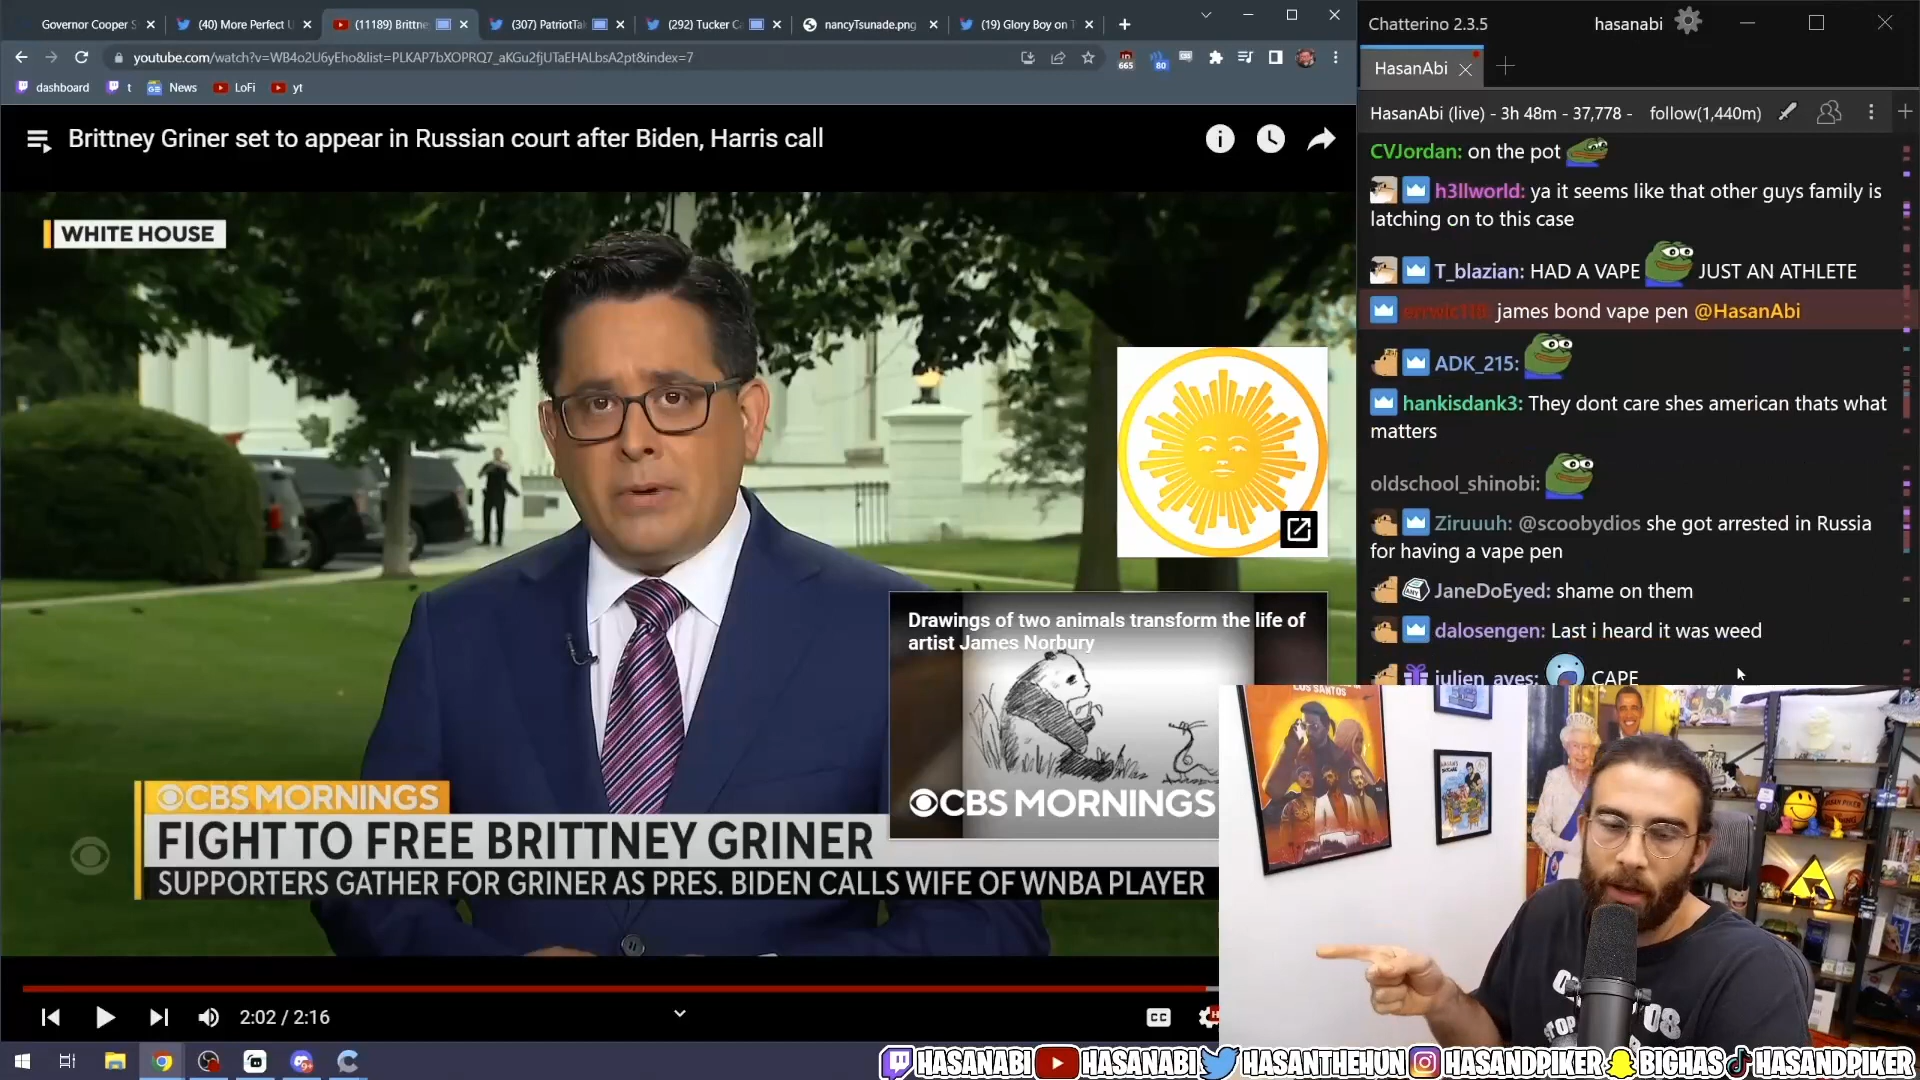 Governor Cooper S
(40) More Perfect U
(11189) Brittne
(307) PatriotTa
(292) Tucker C
nancyTsunade.png
(19) Glory Boy on T
youtube.com/watch?v=WB4o2U6yEho&list=PLKAP7bXOPRQ7_aKGu2fjUTaEHALbsA2pt&index=7
665
80
dashboard
t
News
LoFi
yt
Brittney Griner set to appear in Russian court after Biden, Harris call
WHITE HOUSE
Drawings of two animals transform the life of
artist James Norbury
CBS MORNINGS
CBS MORNINGS
FIGHT TO FREE BRITTNEY GRINER
SUPPORTERS GATHER FOR GRINER AS PRES. BIDEN CALLS WIFE OF WNBA PLAYER
2:02 / 2:16
CC
Chatterino 2.3.5
hasanabi
HasanAbi
HasanAbi (live) - 3h 48m - 37,778 -
follow(1,440m)
CVJordan: on the pot
h3llworld: ya it seems like that other guys family is
latching on to this case
T_blazian: HAD A VAPE JUST AN ATHLETE
james bond vape pen @HasanAbi
ADK_215:
hankisdank3: They dont care shes american thats what
matters
oldschool_shinobi:
Ziruuuh: @scoobydios she got arrested in Russia
for having a vape pen
JaneDoEyed: shame on them
dalosengen: Last i heard it was weed
julien_aves: CAPE
LOS SANTOS
HASANABI
HASANABI
HASANTHEHUN
HASANDPIKER
BIGHAS
HASANDPIKER